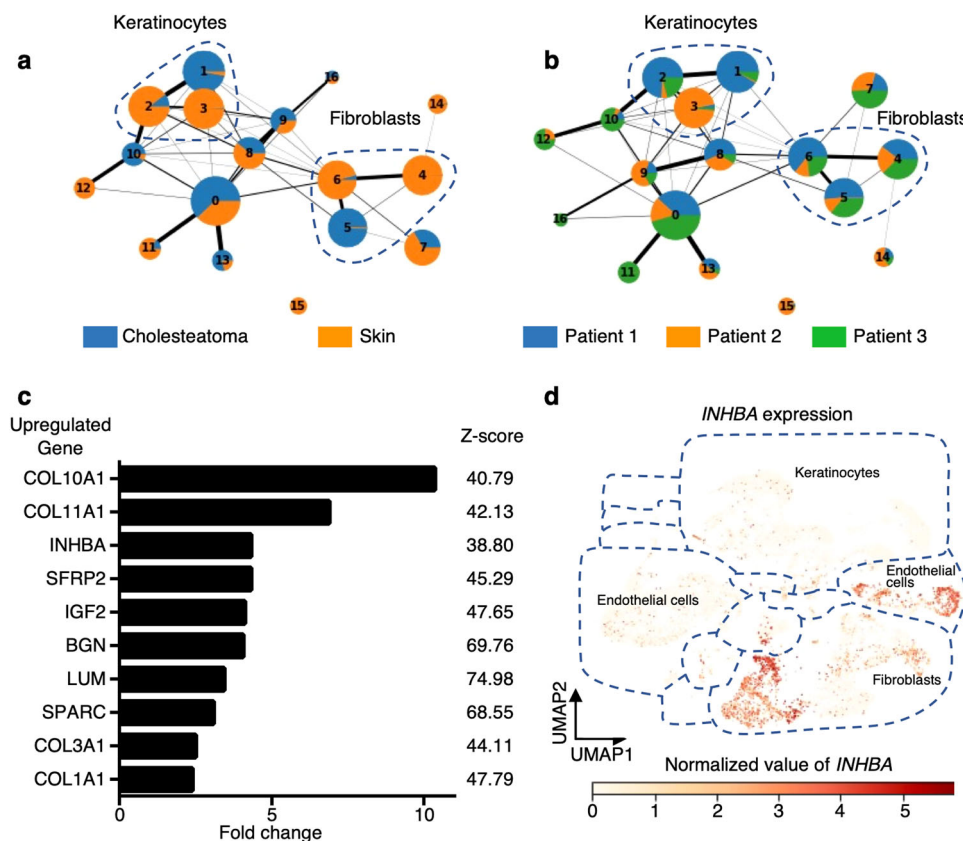 Keratinocytes
a
1
2
3
16
14
Fibroblasts
9
10
8
12
6
4
0
5
11
13
7
15
Cholesteatoma
Skin
Keratinocytes
b
2
1
7
3
Fibroblasts
10
12
8
6
4
9
5
16
0
14
11
13
15
Patient 1
Patient 2
Patient 3
c
Upregulated
Gene
Z-score
COL10A1 40.79
COL11A1 42.13
INHBA 38.80
SFRP2 45.29
IGF2 47.65
BGN 69.76
LUM 74.98
SPARC 68.55
COL3A1 44.11
COL1A1 47.79
0 5 10
Fold change
d
INHBA expression
Keratinocytes
Endothelial
cells
Endothelial cells
Fibroblasts
UMAP2
UMAP1
Normalized value of INHBA
0 1 2 3 4 5